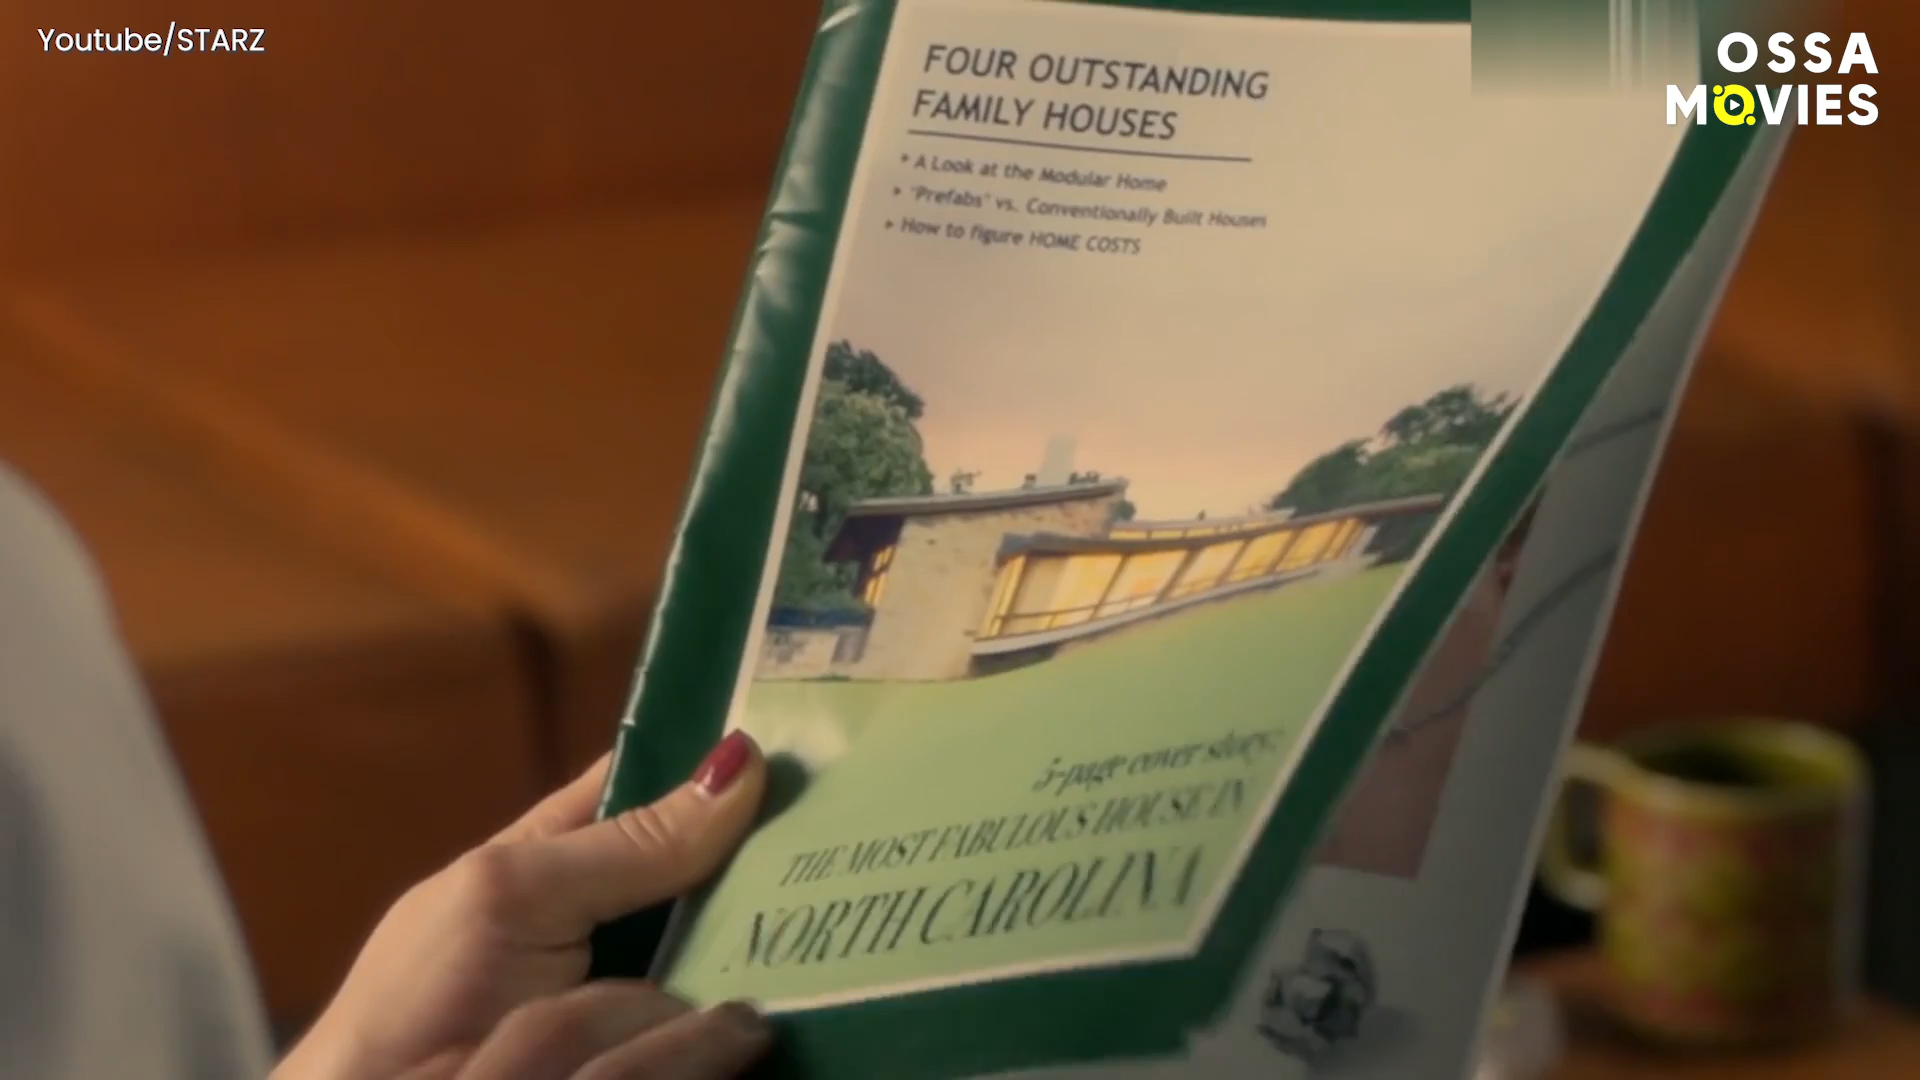 Youtube/STARZ
OSSA
MOVIES
FOUR OUTSTANDING
FAMILY HOUSES
A Look at the Modular Home
"Prefabs" vs. Conventionally Built Houses
How to figure HOME COSTS
5-page cover story:
THE MOST FABULOUS HOUSE IN
NORTH CAROLINA